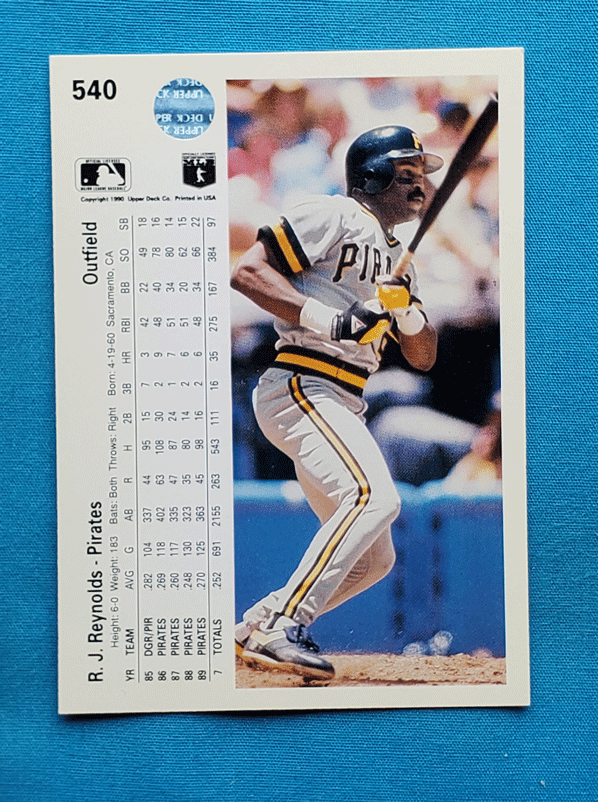 540
Copyright 1990 Upper Deck Co. Printed in USA
OFFICIAL LICENSEE
MAJOR LEAGUE BASEBALL
R. J. Reynolds - Pirates Outfield
Height: 6-0 Weight: 183 Bats: Both Throws: Right Born: 4-19-60 Sacramento, CA
YR TEAM AVG G AB R H 2B 3B HR RBI BB SO SB
85 DGR/PIR .282 104 337 44 95 15 7 3 42 22 49 18
86 PIRATES .269 118 402 63 108 30 2 9 48 40 78 16
87 PIRATES .260 117 335 47 87 24 1 7 51 34 80 14
88 PIRATES .248 130 323 35 80 14 2 6 51 20 62 15
89 PIRATES .270 125 363 45 98 16 2 6 48 34 66 22
7 TOTALS .252 691 2155 263 543 111 16 35 275 167 384 97
P
PIRA